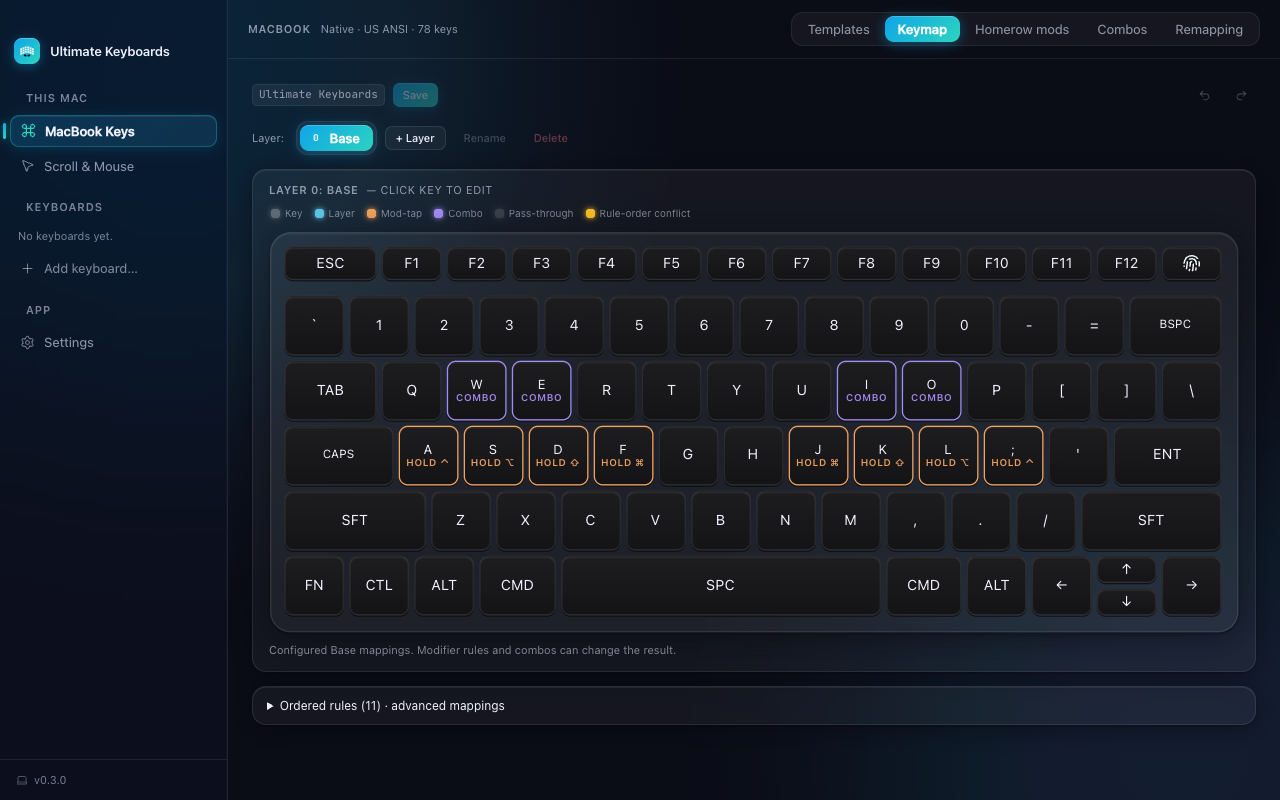 MACBOOK Native · US ANSI · 78 keys
Templates Keymap Homerow mods Combos Remapping
Ultimate Keyboards
THIS MAC
MacBook Keys
Scroll & Mouse
KEYBOARDS
No keyboards yet.
Add keyboard...
APP
Settings
v0.3.0
Ultimate Keyboards Save
Layer: 0 Base + Layer Rename Delete
LAYER 0: BASE — CLICK KEY TO EDIT
Key Layer Mod-tap Combo Pass-through Rule-order conflict
ESC F1 F2 F3 F4 F5 F6 F7 F8 F9 F10 F11 F12
` 1 2 3 4 5 6 7 8 9 0 - = BSPC
TAB Q W E R T Y U I O P [ ] \
COMBO COMBO COMBO COMBO
CAPS A S D F G H J K L ; ' ENT
HOLD ⌃ HOLD ⌥ HOLD ⇧ HOLD ⌘ HOLD ⌘ HOLD ⇧ HOLD ⌥ HOLD ⌃
SFT Z X C V B N M , . / SFT
FN CTL ALT CMD SPC CMD ALT ← ↑ ↓ →
Configured Base mappings. Modifier rules and combos can change the result.
▶ Ordered rules (11) · advanced mappings